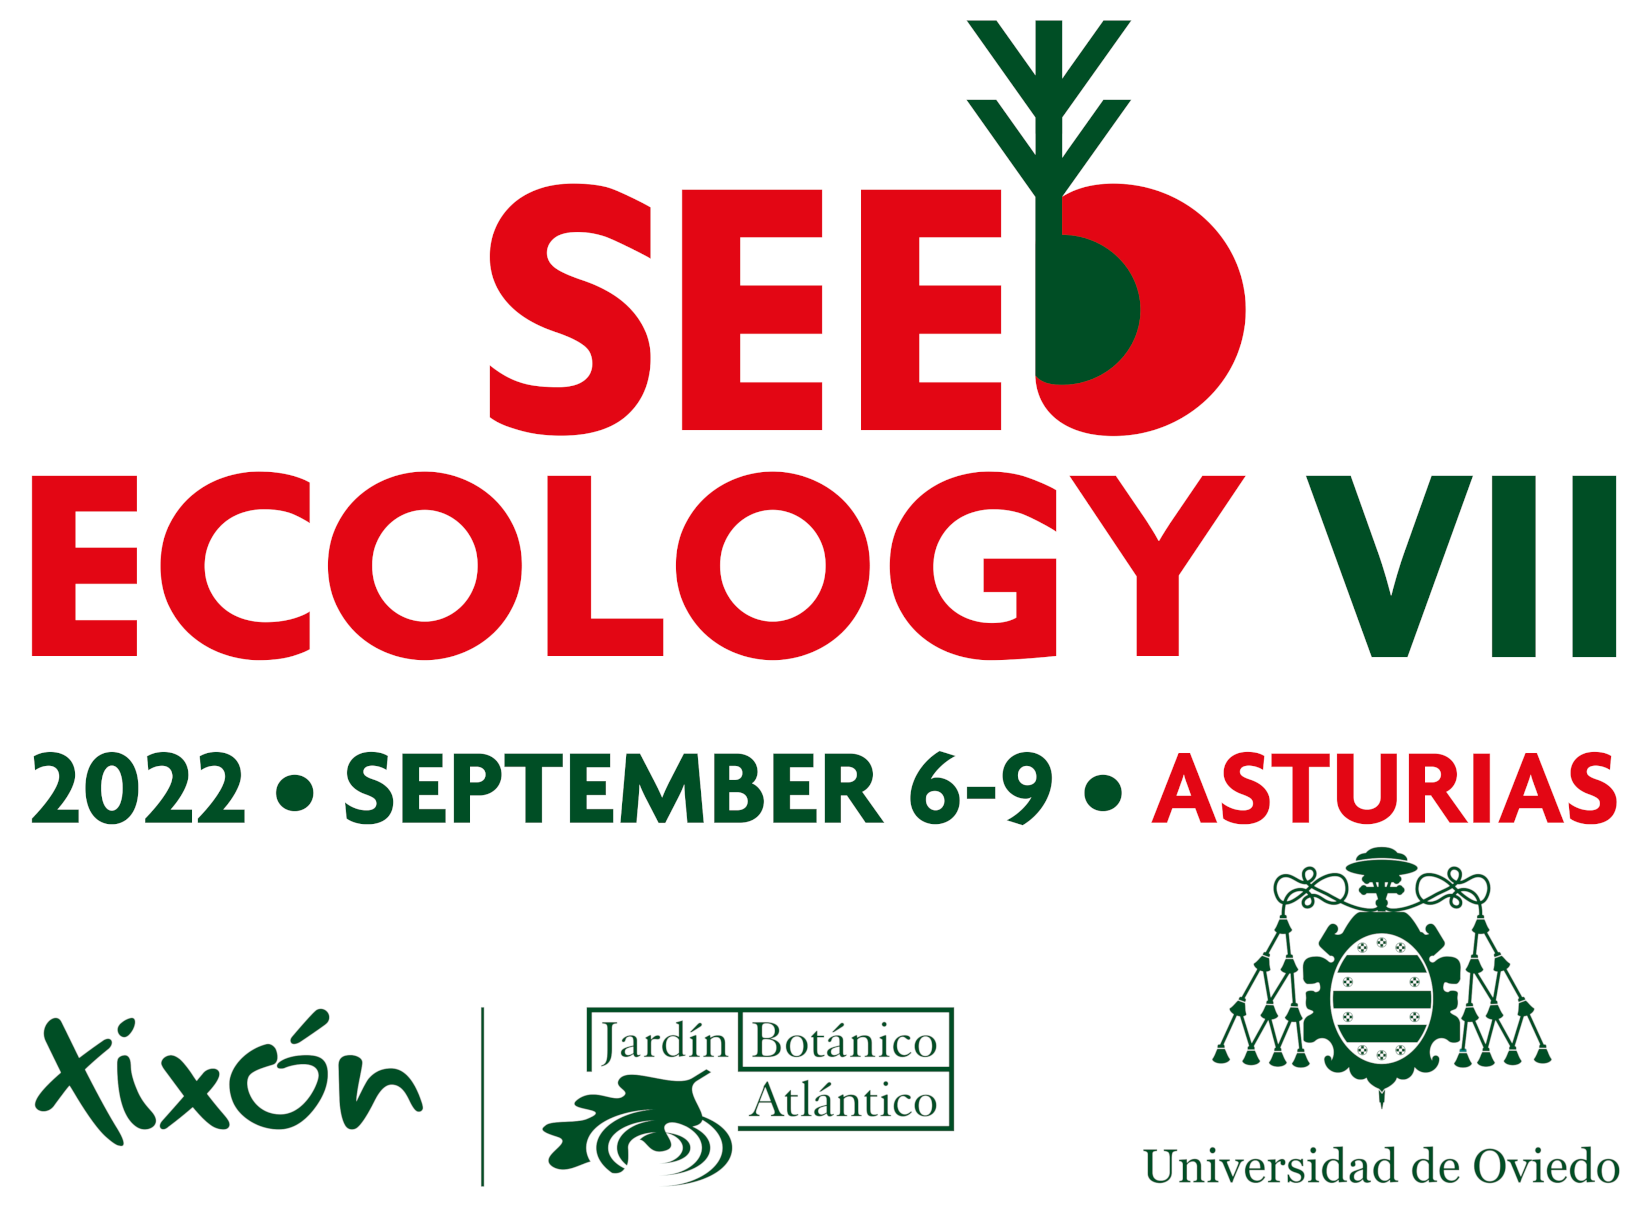 SEED
ECOLOGY VII
2022 • SEPTEMBER 6-9 • ASTURIAS
xixón
Jardín Botánico
Atlántico
Universidad de Oviedo